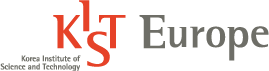 KIST Europe
Korea Institute of
Science and Technology